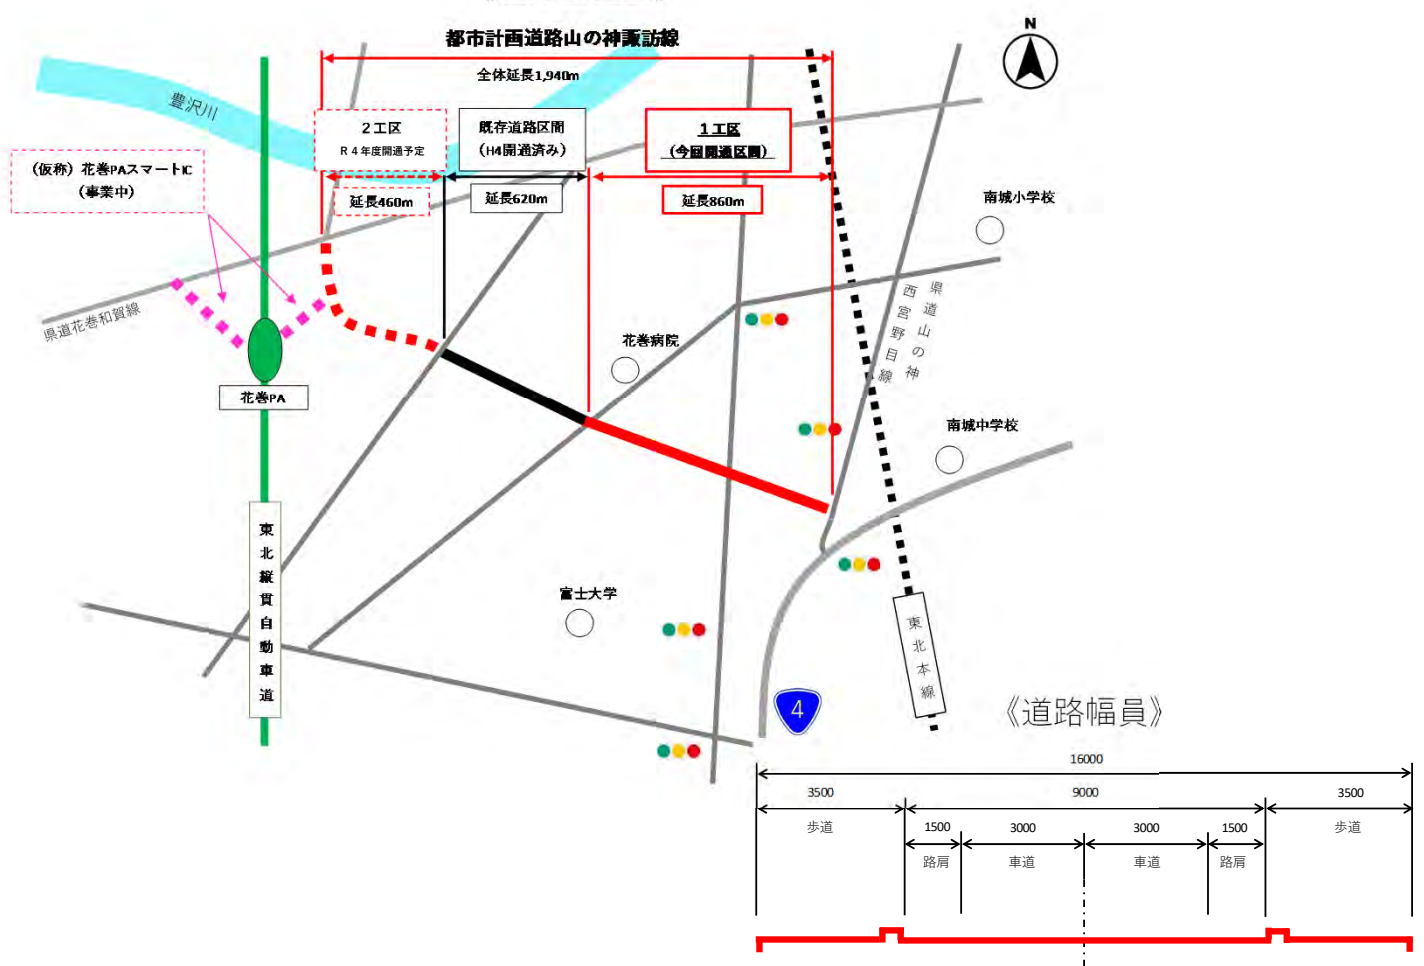 都市計画道路山の神諏訪線
N
全体延長1,940m
豊沢川
２工区
R４年度開通予定
既存道路区間
（H4開通済み）
１工区
（今回開通区間）
（仮称）花巻PAスマートIC
（事業中）
延長460m
延長620m
延長860m
南城小学校
県道花巻和賀線
県道山の神
西宮野目線
花巻病院
花巻PA
南城中学校
東北縦貫自動車道
富士大学
東北本線
4
《道路幅員》
16000
3500
9000
3500
歩道
1500
3000
3000
1500
歩道
路肩
車道
車道
路肩